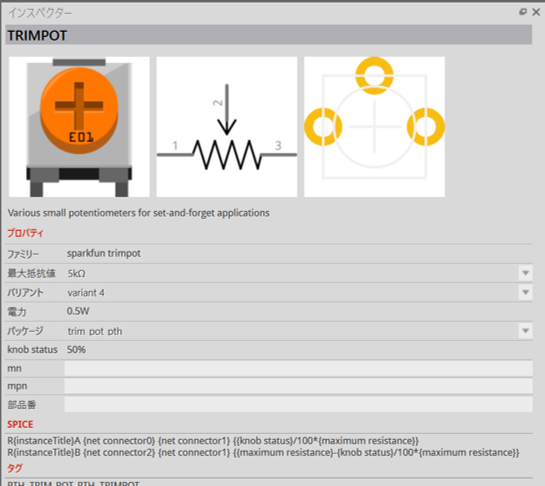 インスペクター
TRIMPOT
E01
2
1
3
Various small potentiometers for set-and-forget applications
プロパティ
ファミリー sparkfun trimpot
最大抵抗値 5kΩ
バリアント variant 4
電力 0.5W
パッケージ trim_pot_pth
knob status 50%
mn
mpn
部品番
SPICE
R{instanceTitle}A {net connector0} {net connector1} {{knob status}/100*{maximum resistance}}
R{instanceTitle}B {net connector2} {net connector1} {{maximum resistance}-{knob status}/100*{maximum resistance}}
タグ
PTH, TRIM_POT_PTH, TRIMPOT